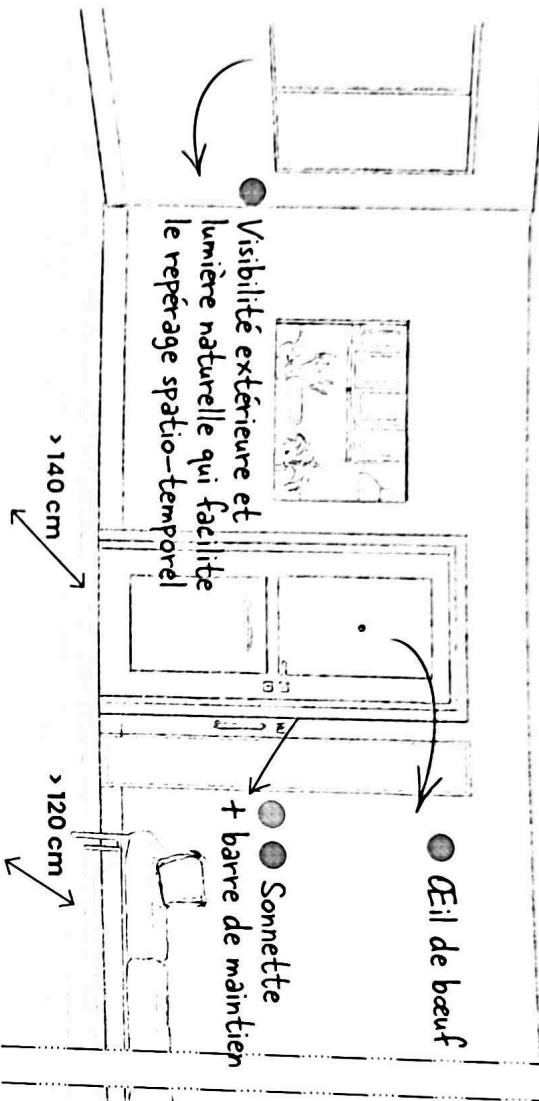 Visibilité extérieure et
lumière naturelle qui facilite
le repérage spatio-temporel
Œil de bœuf
Sonnette
+ barre de maintien
> 140 cm
> 120 cm